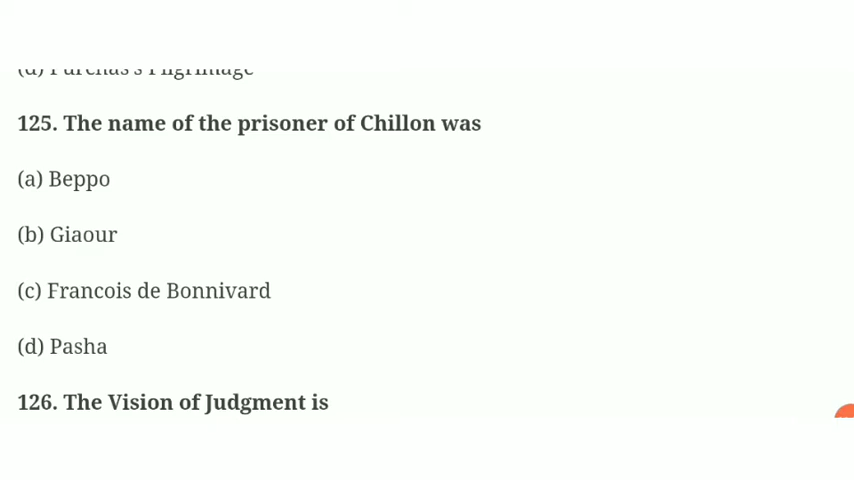 (d) Purchas's Pilgrimage
125. The name of the prisoner of Chillon was
(a) Beppo
(b) Giaour
(c) Francois de Bonnivard
(d) Pasha
126. The Vision of Judgment is